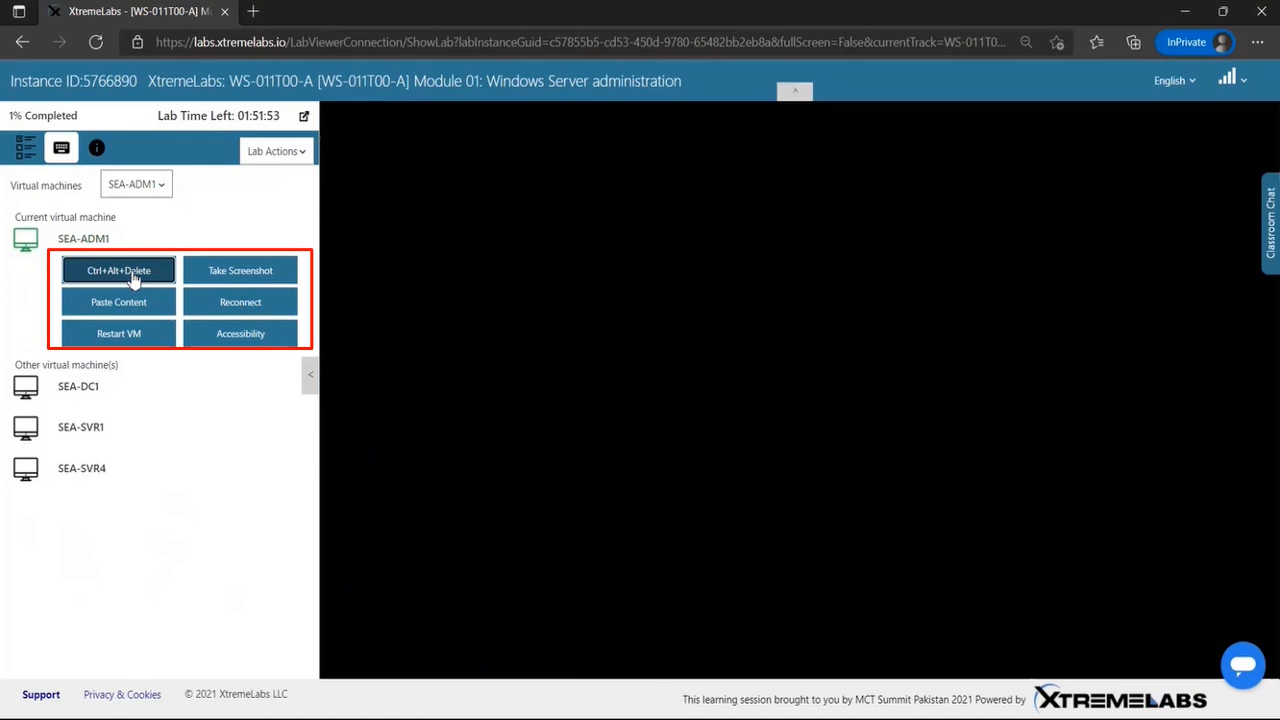 XtremeLabs - [WS-011T00-A] M
https://labs.xtremelabs.io/LabViewerConnection/ShowLab?labInstanceGuid=c57855b5-cd53-450d-9780-65482bb2eb8a&fullScreen=False&currentTrack=WS-011T0...
InPrivate
Instance ID:5766890 XtremeLabs: WS-011T00-A [WS-011T00-A] Module 01: Windows Server administration
English
1% Completed
Lab Time Left: 01:51:53
Lab Actions
Virtual machines
SEA-ADM1
Current virtual machine
SEA-ADM1
Ctrl+Alt+Delete
Take Screenshot
Paste Content
Reconnect
Restart VM
Accessibility
Other virtual machine(s)
SEA-DC1
SEA-SVR1
SEA-SVR4
Classroom Chat
Support
Privacy & Cookies
© 2021 XtremeLabs LLC
This learning session brought to you by MCT Summit Pakistan 2021 Powered by
XTREMELABS